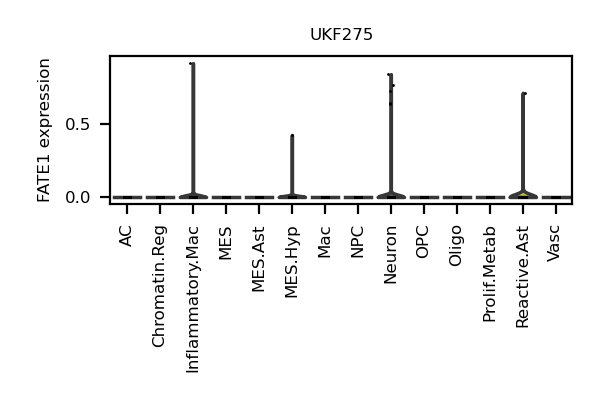 UKF275
FATE1 expression
0.5
0.0
AC
Chromatin.Reg
Inflammatory.Mac
MES
MES.Ast
MES.Hyp
Mac
NPC
Neuron
OPC
Oligo
Prolif.Metab
Reactive.Ast
Vasc